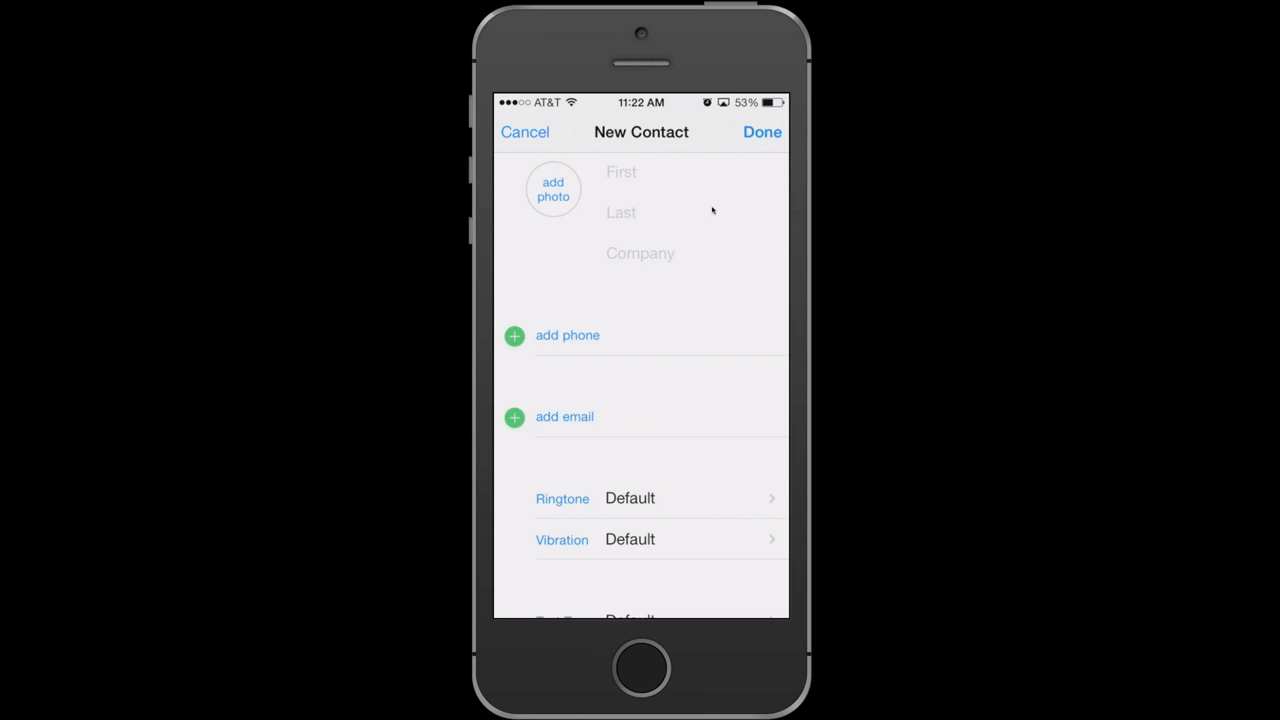 AT&T 11:22 AM 53%
Cancel New Contact Done
add
photo
First
Last
Company
add phone
add email
Ringtone Default
Vibration Default
Default